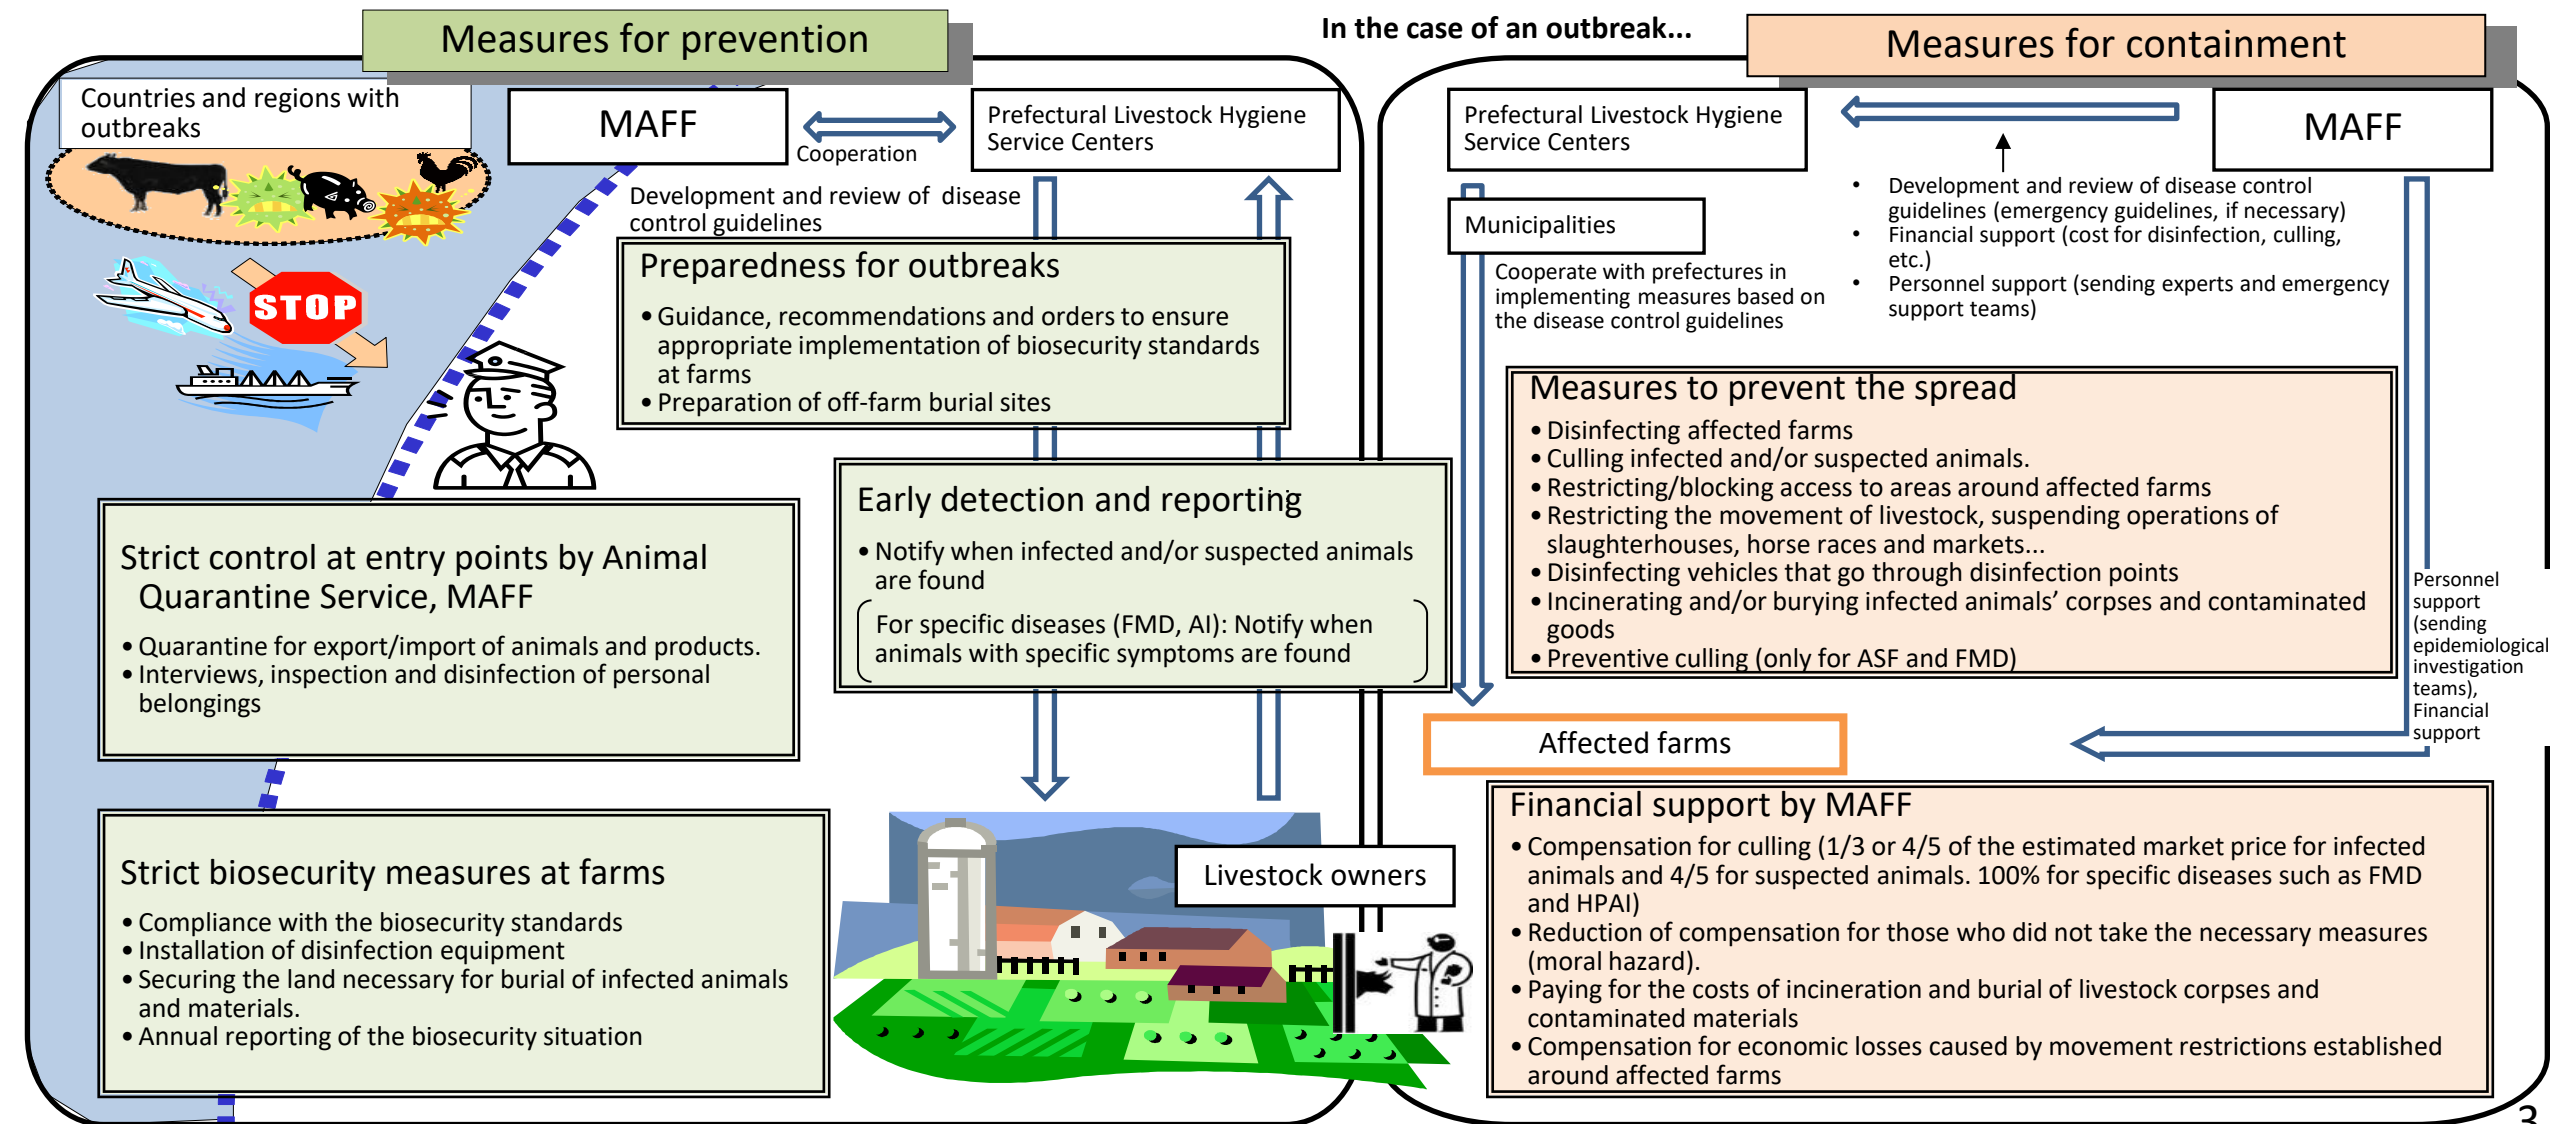 Measures for prevention
Countries and regions with
outbreaks
MAFF
Cooperation
Prefectural Livestock Hygiene
Service Centers
Development and review of disease
control guidelines
STOP
Preparedness for outbreaks
• Guidance, recommendations and orders to ensure
appropriate implementation of biosecurity standards
at farms
• Preparation of off-farm burial sites
Early detection and reporting
• Notify when infected and/or suspected animals
are found
For specific diseases (FMD, AI): Notify when
animals with specific symptoms are found
Strict control at entry points by Animal
Quarantine Service, MAFF
• Quarantine for export/import of animals and products.
• Interviews, inspection and disinfection of personal
belongings
Strict biosecurity measures at farms
• Compliance with the biosecurity standards
• Installation of disinfection equipment
• Securing the land necessary for burial of infected animals
and materials.
• Annual reporting of the biosecurity situation
Livestock owners
In the case of an outbreak...
Measures for containment
Prefectural Livestock Hygiene
Service Centers
MAFF
• Development and review of disease control
guidelines (emergency guidelines, if necessary)
• Financial support (cost for disinfection, culling,
etc.)
• Personnel support (sending experts and emergency
support teams)
Municipalities
Cooperate with prefectures in
implementing measures based on
the disease control guidelines
Measures to prevent the spread
• Disinfecting affected farms
• Culling infected and/or suspected animals.
• Restricting/blocking access to areas around affected farms
• Restricting the movement of livestock, suspending operations of
slaughterhouses, horse races and markets...
• Disinfecting vehicles that go through disinfection points
• Incinerating and/or burying infected animals’ corpses and contaminated
goods
• Preventive culling (only for ASF and FMD)
Personnel
support
(sending
epidemiological
investigation
teams),
Financial
support
Affected farms
Financial support by MAFF
• Compensation for culling (1/3 or 4/5 of the estimated market price for infected
animals and 4/5 for suspected animals. 100% for specific diseases such as FMD
and HPAI)
• Reduction of compensation for those who did not take the necessary measures
(moral hazard).
• Paying for the costs of incineration and burial of livestock corpses and
contaminated materials
• Compensation for economic losses caused by movement restrictions established
around affected farms
3